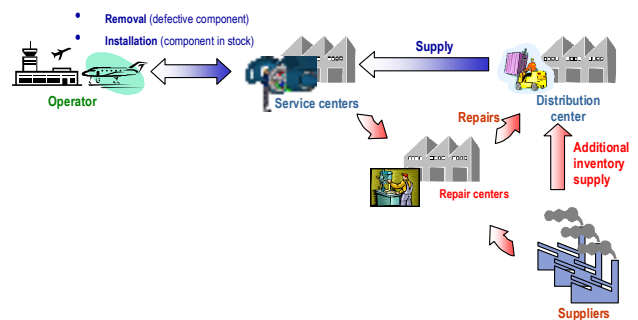 • Removal (defective component)
• Installation (component in stock)
Operator
Service centers
Supply
Distribution
center
Repairs
Repair centers
Additional
inventory
supply
Suppliers